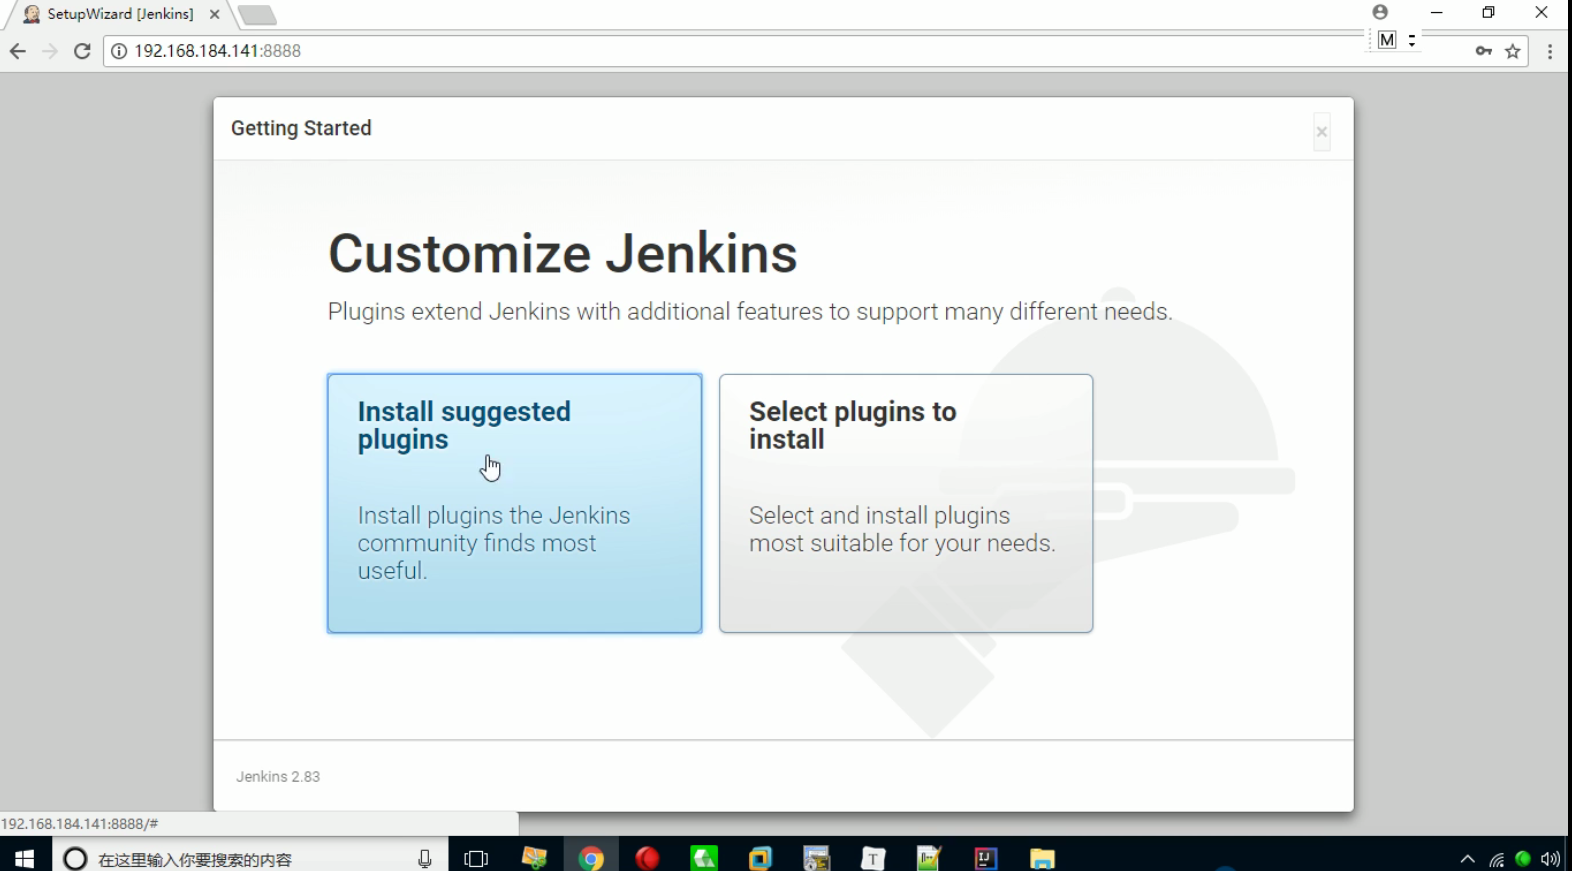 SetupWizard [Jenkins]
192.168.184.141:8888
M
Getting Started
Customize Jenkins
Plugins extend Jenkins with additional features to support many different needs.
Install suggested
plugins
Install plugins the Jenkins
community finds most
useful.
Select plugins to
install
Select and install plugins
most suitable for your needs.
Jenkins 2.83
192.168.184.141:8888/#
在这里输入你要搜索的内容
T
IJ